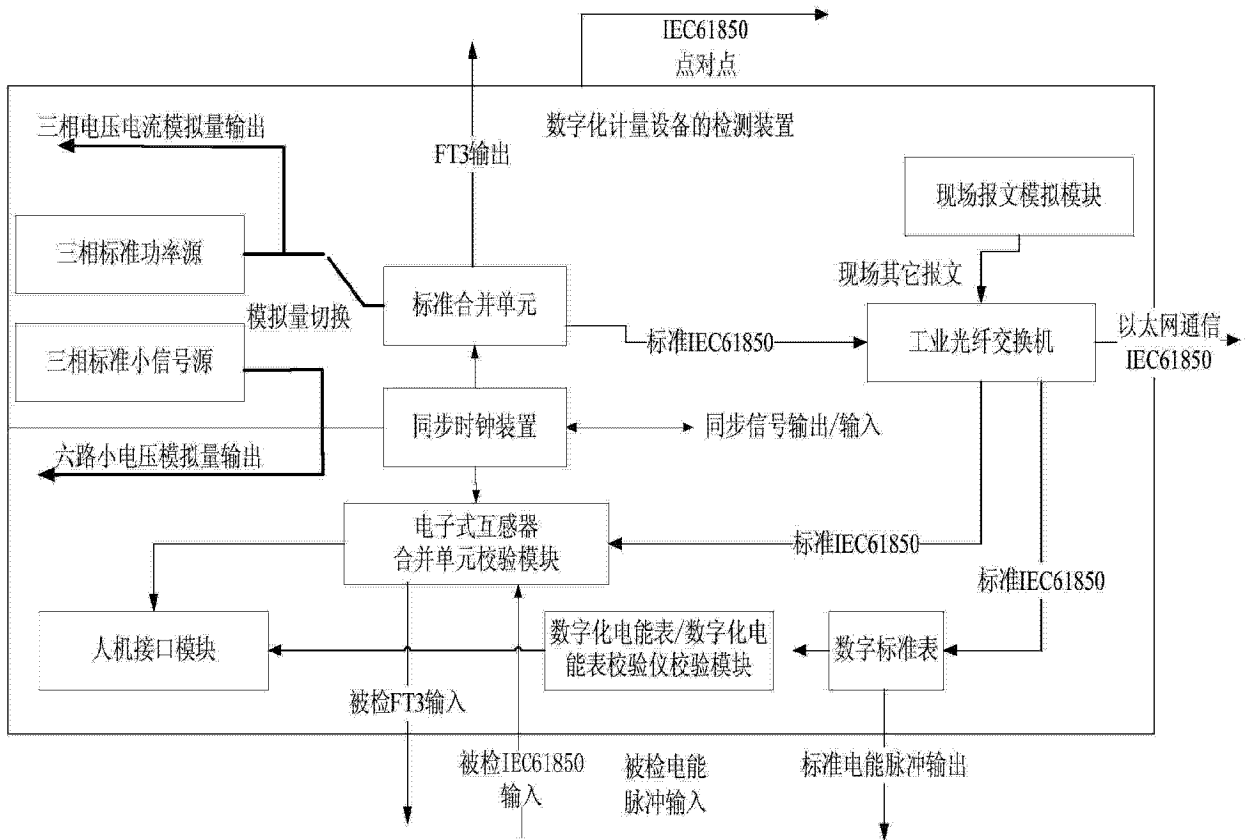 IEC61850
点对点
三相电压电流模拟量输出
数字化计量设备的检测装置
FT3输出
现场报文模拟模块
三相标准功率源
现场其它报文
标准合并单元
模拟量切换
以太网通信
标准IEC61850
工业光纤交换机
IEC61850
三相标准小信号源
同步时钟装置
同步信号输出/输入
六路小电压模拟量输出
电子式互感器
合并单元校验模块
标准IEC61850
标准IEC61850
人机接口模块
数字化电能表/数字化电
能表校验仪校验模块
数字标准表
被检FT3输入
被检IEC61850
输入
被检电能
脉冲输入
标准电能脉冲输出